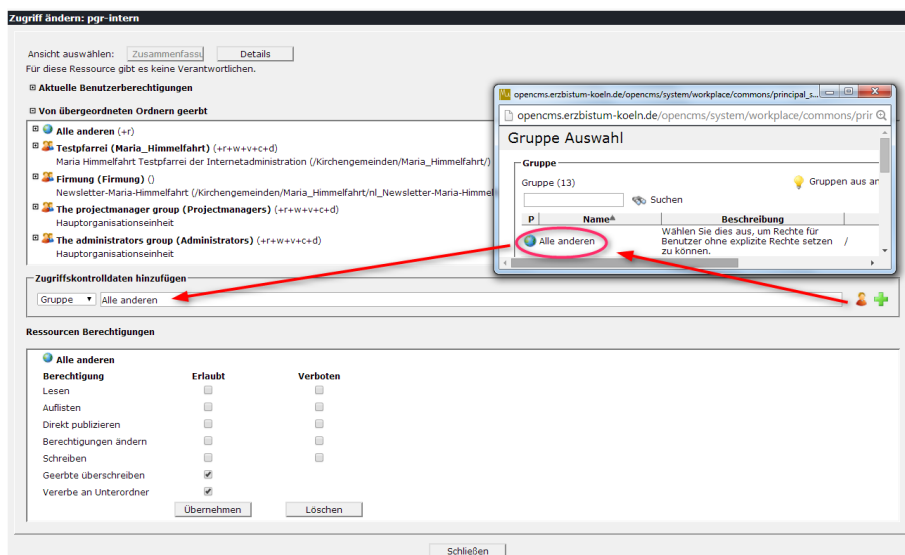 Zugriff ändern: pgr-intern
Ansicht auswählen: Zusammenfassu Details
Für diese Ressource gibt es keine Verantwortlichen.
Aktuelle Benutzerberechtigungen
Von übergeordneten Ordnern geerbt
Alle anderen (+r)
Testpfarrei (Maria_Himmelfahrt) (+r+w+v+c+d)
Maria Himmelfahrt Testpfarrei der Internetadministration (/Kirchengemeinden/Maria_Himmelfahrt/)
Firmung (Firmung) ()
Newsletter-Maria-Himmelfahrt (/Kirchengemeinden/Maria_Himmelfahrt/nl_Newsletter-Maria-Himmel
The projectmanager group (Projectmanagers) (+r+w+v+c+d)
Hauptorganisationseinheit
The administrators group (Administrators) (+r+w+v+c+d)
Hauptorganisationseinheit
opencms.erzbistum-koeln.de/opencms/system/workplace/commons/principal_s...
opencms.erzbistum-koeln.de/opencms/system/workplace/commons/prir
Gruppe Auswahl
Gruppe
Gruppe (13) Gruppen aus an
Suchen
P Name Beschreibung
Alle anderen Wählen Sie dies aus, um Rechte für
Benutzer ohne explizite Rechte setzen /
zu können.
Zugriffskontrolldaten hinzufügen
Gruppe Alle anderen
Ressourcen Berechtigungen
Alle anderen
Berechtigung Erlaubt Verboten
Lesen
Auflisten
Direkt publizieren
Berechtigungen ändern
Schreiben
Geerbte überschreiben
Vererbe an Unterordner
Übernehmen Löschen
Schließen